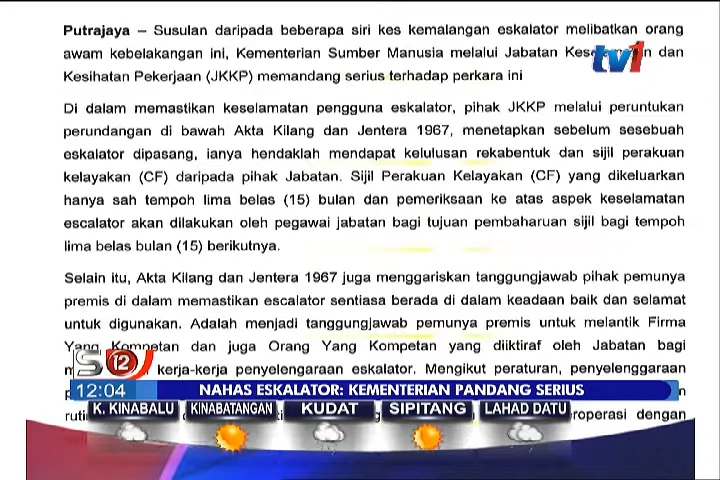 Putrajaya – Susulan daripada beberapa siri kes kemalangan eskalator melibatkan orang
awam kebelakangan ini, Kementerian Sumber Manusia melalui Jabatan dan
tv1
Kesihatan Pekerjaan (JKKP) memandang serius terhadap perkara ini
Di dalam memastikan keselamatan pengguna eskalator, pihak JKKP melalui peruntukan
perundangan di bawah Akta Kilang dan Jentera 1967, menetapkan sebelum sesebuah
eskalator dipasang, ianya hendaklah mendapat kelulusan rekabentuk dan sijil perakuan
kelayakan (CF) daripada pihak Jabatan. Sijil Perakuan Kelayakan (CF) yang dikeluarkan
hanya sah tempoh lima belas (15) bulan dan pemeriksaan ke atas aspek keselamatan
escalator akan dilakukan oleh pegawai jabatan bagi tujuan pembaharuan sijil bagi tempoh
lima belas bulan (15) berikutnya.
Selain itu, Akta Kilang dan Jentera 1967 juga menggariskan tanggungjawab pihak pemunya
premis di dalam memastikan escalator sentiasa berada di dalam keadaan baik dan selamat
untuk digunakan. Adalah menjadi tanggungjawab pemunya premis untuk melantik Firma
Yang Kompetan dan juga Orang Yang Kompetan yang diiktiraf oleh Jabatan bagi
kerja-kerja penyelengaraan eskalator. Mengikut peraturan, penyelenggaraan
S 12
12:04 NAHAS ESKALATOR: KEMENTERIAN PANDANG SERIUS
K. KINABALU KINABATANGAN KUDAT SIPITANG LAHAD DATU
dengan